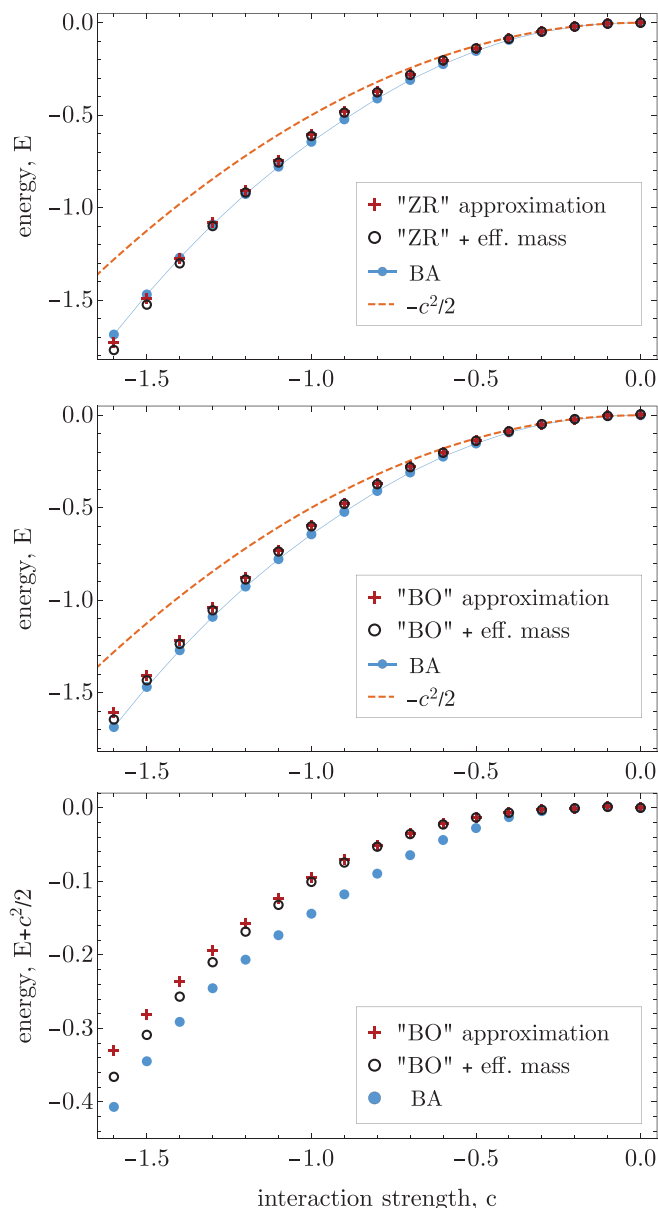 0.0
−0.5
−1.0
−1.5
energy, E
"ZR" approximation
"ZR" + eff. mass
BA
−c²/2
−1.5 −1.0 −0.5 0.0
0.0
−0.5
−1.0
−1.5
energy, E
"BO" approximation
"BO" + eff. mass
BA
−c²/2
−1.5 −1.0 −0.5 0.0
0.0
−0.1
−0.2
−0.3
−0.4
energy, E+c²/2
"BO" approximation
"BO" + eff. mass
BA
−1.5 −1.0 −0.5 0.0
interaction strength, c